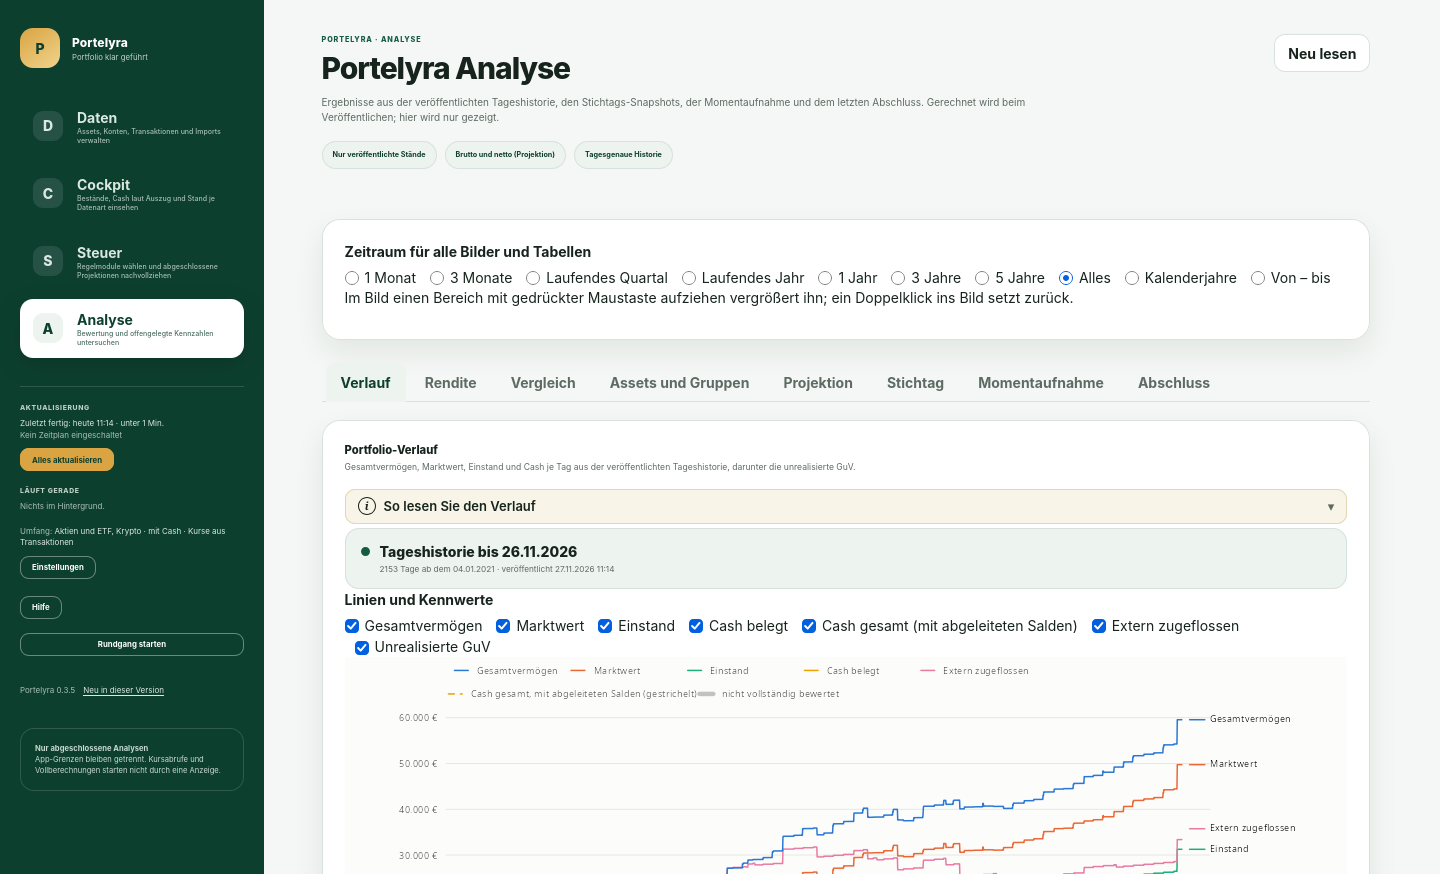 P
Portelyra
Portfolio klar geführt
D
Daten
Assets, Konten, Transaktionen und Imports
verwalten
C
Cockpit
Bestände, Cash laut Auszug und Stand je
Datenart einsehen
S
Steuer
Regelmodule wählen und abgeschlossene
Projektionen nachvollziehen
A
Analyse
Bewertung und offengelegte Kennzahlen
untersuchen
AKTUALISIERUNG
Zuletzt fertig: heute 11:14 · unter 1 Min.
Kein Zeitplan eingeschaltet
Alles aktualisieren
LÄUFT GERADE
Nichts im Hintergrund.
Umfang: Aktien und ETF, Krypto · mit Cash · Kurse aus
Transaktionen
Einstellungen
Hilfe
Rundgang starten
Portelyra 0.3.5 Neu in dieser Version
Nur abgeschlossene Analysen
App-Grenzen bleiben getrennt. Kursabrufe und
Vollberechnungen starten nicht durch eine Anzeige.
PORTELYRA · ANALYSE
Portelyra Analyse
Neu lesen
Ergebnisse aus der veröffentlichten Tageshistorie, den Stichtags-Snapshots, der Momentaufnahme und dem letzten Abschluss. Gerechnet wird beim
Veröffentlichen; hier wird nur gezeigt.
Nur veröffentlichte Stände Brutto und netto (Projektion) Tagesgenaue Historie
Zeitraum für alle Bilder und Tabellen
1 Monat 3 Monate Laufendes Quartal Laufendes Jahr 1 Jahr 3 Jahre 5 Jahre Alles Kalenderjahre Von – bis
Im Bild einen Bereich mit gedrückter Maustaste aufziehen vergrößert ihn; ein Doppelklick ins Bild setzt zurück.
Verlauf Rendite Vergleich Assets und Gruppen Projektion Stichtag Momentaufnahme Abschluss
Portfolio-Verlauf
Gesamtvermögen, Marktwert, Einstand und Cash je Tag aus der veröffentlichten Tageshistorie, darunter die unrealisierte GuV.
i So lesen Sie den Verlauf ▾
Tageshistorie bis 26.11.2026
2153 Tage ab dem 04.01.2021 · veröffentlicht 27.11.2026 11:14
Linien und Kennwerte
Gesamtvermögen Marktwert Einstand Cash belegt Cash gesamt (mit abgeleiteten Salden) Extern zugeflossen
Unrealisierte GuV
Gesamtvermögen Marktwert Einstand Cash belegt Extern zugeflossen
Cash gesamt, mit abgeleiteten Salden (gestrichelt) nicht vollständig bewertet
60.000 €
Gesamtvermögen
50.000 €
Marktwert
40.000 €
Extern zugeflossen
Einstand
30.000 €